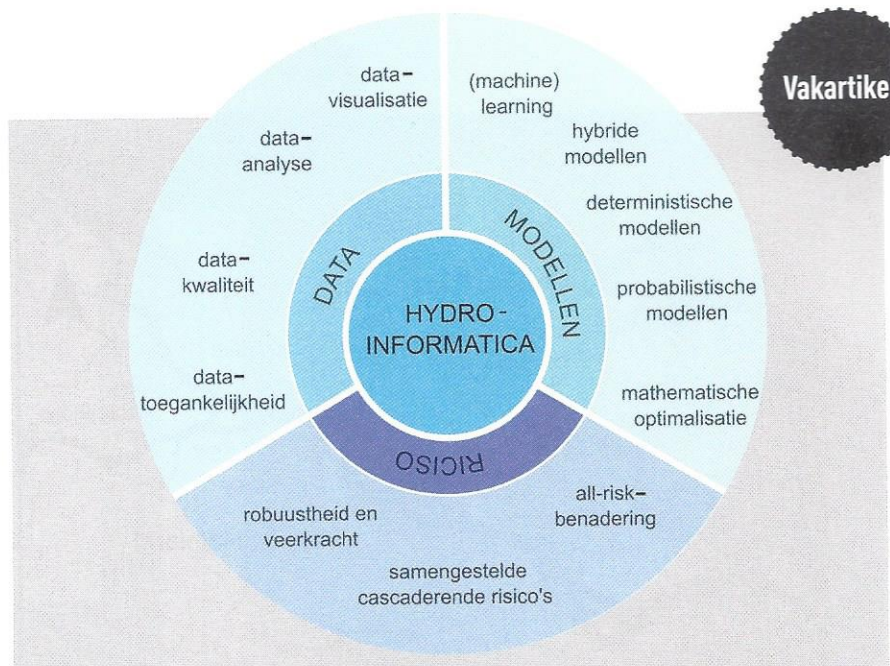 Vakartike
data-
visualisatie
data-
analyse
data-
kwaliteit
data-
toegankelijkheid
(machine)
learning
hybride
modellen
deterministische
modellen
probabilistische
modellen
mathematische
optimalisatie
DATA
MODELLEN
HYDRO-
INFORMATICA
RICISO
robuustheid en
veerkracht
all-risk-
benadering
samengestelde
cascaderende risico's